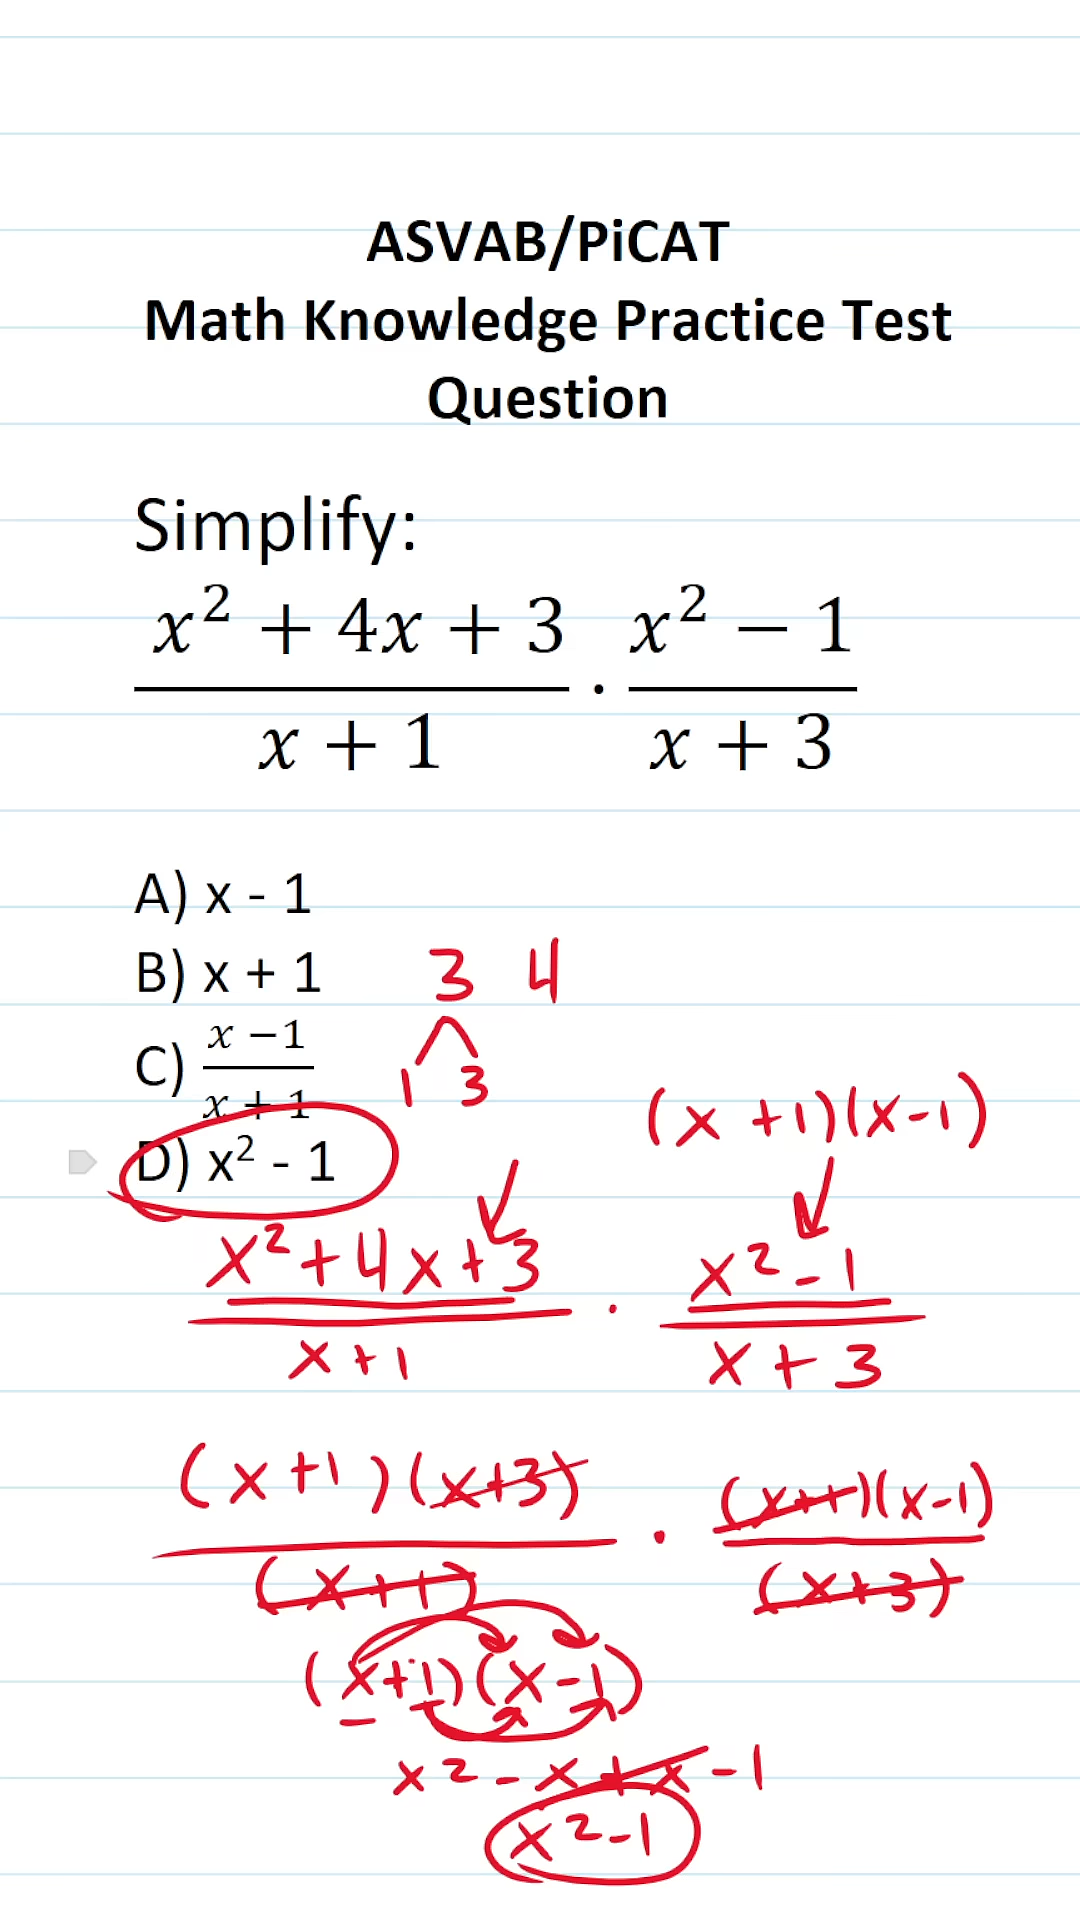 ASVAB/PiCAT
Math Knowledge Practice Test
Question
Simplify:
x² + 4x + 3 x² − 1
·
x + 1 x + 3
A) x - 1
B) x + 1
C) x − 1
x + 1
D) x² - 1
3 4
1 3
(x +1)(x-1)
x²+4x+3 · x²-1
x+1 x+3
(x+1)(x+3) · (x+1)(x-1)
(x+1) (x+3)
(x+1)(x-1)
x²-x+x-1
x²-1